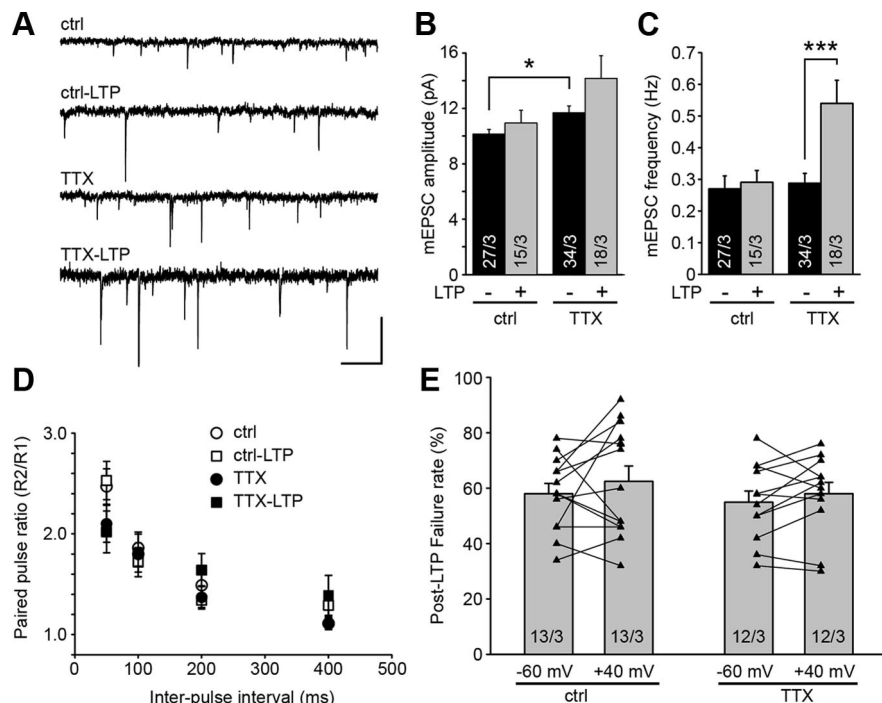 A
ctrl
ctrl-LTP
TTX
TTX-LTP
B
mEPSC amplitude (pA)
16
12
8
4
0
*
27/3
15/3
34/3
18/3
LTP
-
+
-
+
ctrl
TTX
C
mEPSC frequency (Hz)
0.7
0.6
0.5
0.4
0.3
0.2
0.1
0
***
27/3
15/3
34/3
18/3
-
+
-
+
ctrl
TTX
D
Paired pulse ratio (R2/R1)
3.0
2.0
1.0
ctrl
ctrl-LTP
TTX
TTX-LTP
0
100
200
300
400
500
Inter-pulse interval (ms)
E
Post-LTP Failure rate (%)
100
80
60
40
20
0
13/3
13/3
12/3
12/3
-60 mV
+40 mV
-60 mV
+40 mV
ctrl
TTX